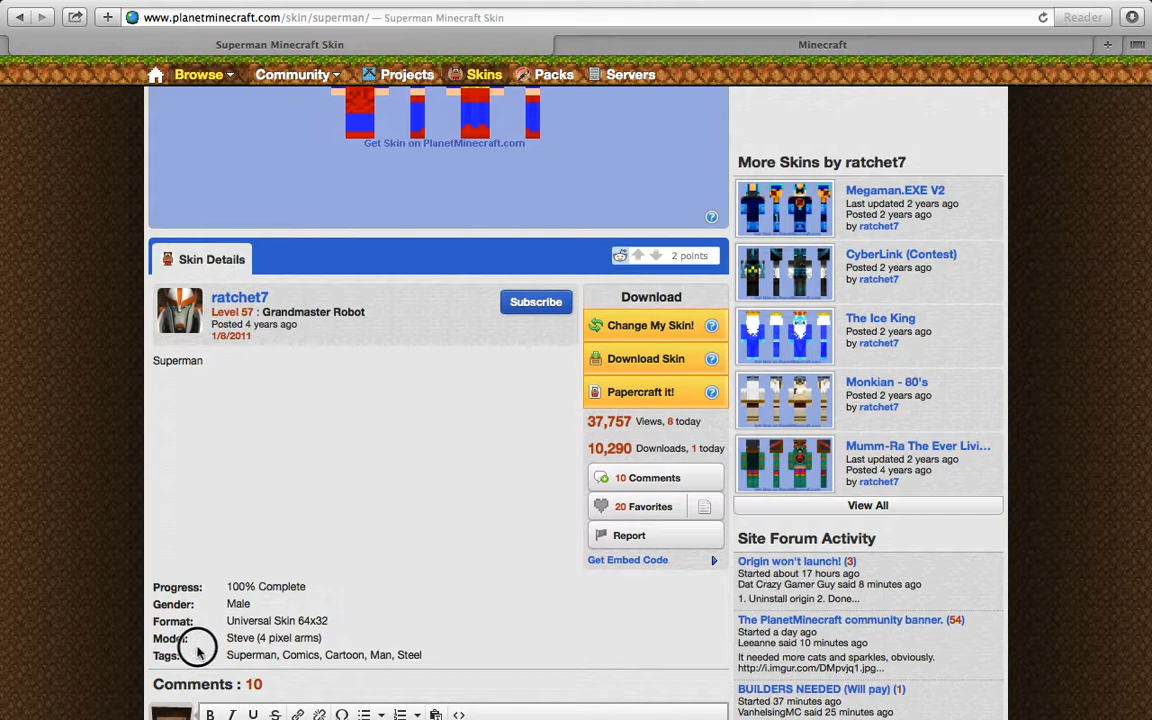 www.planetminecraft.com/skin/superman/ — Superman Minecraft Skin
Reader
Superman Minecraft Skin
Minecraft
Browse
Community
Projects
Skins
Packs
Servers
Get Skin on PlanetMinecraft.com
?
Skin Details
2 points
ratchet7
Level 57 : Grandmaster Robot
Posted 4 years ago
1/8/2011
Subscribe
Superman
Download
Change My Skin! ?
Download Skin ?
Papercraft it! ?
37,757 Views, 8 today
10,290 Downloads, 1 today
10 Comments
20 Favorites
Report
Get Embed Code
Progress: 100% Complete
Gender: Male
Format: Universal Skin 64x32
Model: Steve (4 pixel arms)
Tags: Superman, Comics, Cartoon, Man, Steel
Comments : 10
B I U S
More Skins by ratchet7
Megaman.EXE V2
Last updated 2 years ago
Posted 2 years ago
by ratchet7
CyberLink (Contest)
Posted 2 years ago
by ratchet7
The Ice King
Posted 2 years ago
by ratchet7
Monkian - 80's
Posted 2 years ago
by ratchet7
Mumm-Ra The Ever Livi...
Last updated 2 years ago
Posted 4 years ago
by ratchet7
View All
Site Forum Activity
Origin won't launch! (3)
Started about 17 hours ago
Dat Crazy Gamer Guy said 8 minutes ago
1. Uninstall origin 2. Done...
The PlanetMinecraft community banner. (54)
Started a day ago
Leeanne said 10 minutes ago
It needed more cats and sparkles, obviously.
http://i.imgur.com/DMpvjq1.jpg...
BUILDERS NEEDED (Will pay) (1)
Started 37 minutes ago
VanhelsingMC said 25 minutes ago